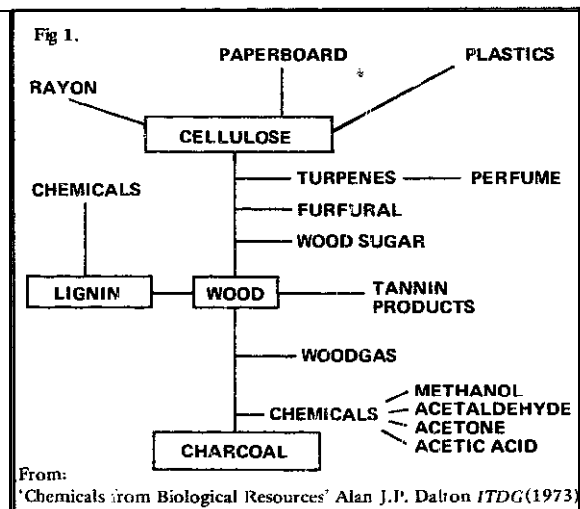 Fig 1.
PAPERBOARD
PLASTICS
RAYON
CELLULOSE
CHEMICALS
TURPENES
PERFUME
FURFURAL
WOOD SUGAR
LIGNIN
WOOD
TANNIN
PRODUCTS
WOODGAS
METHANOL
CHEMICALS
ACETALDEHYDE
ACETONE
ACETIC ACID
CHARCOAL
From:
'Chemicals from Biological Resources' Alan J.P. Dalton ITDG (1973)